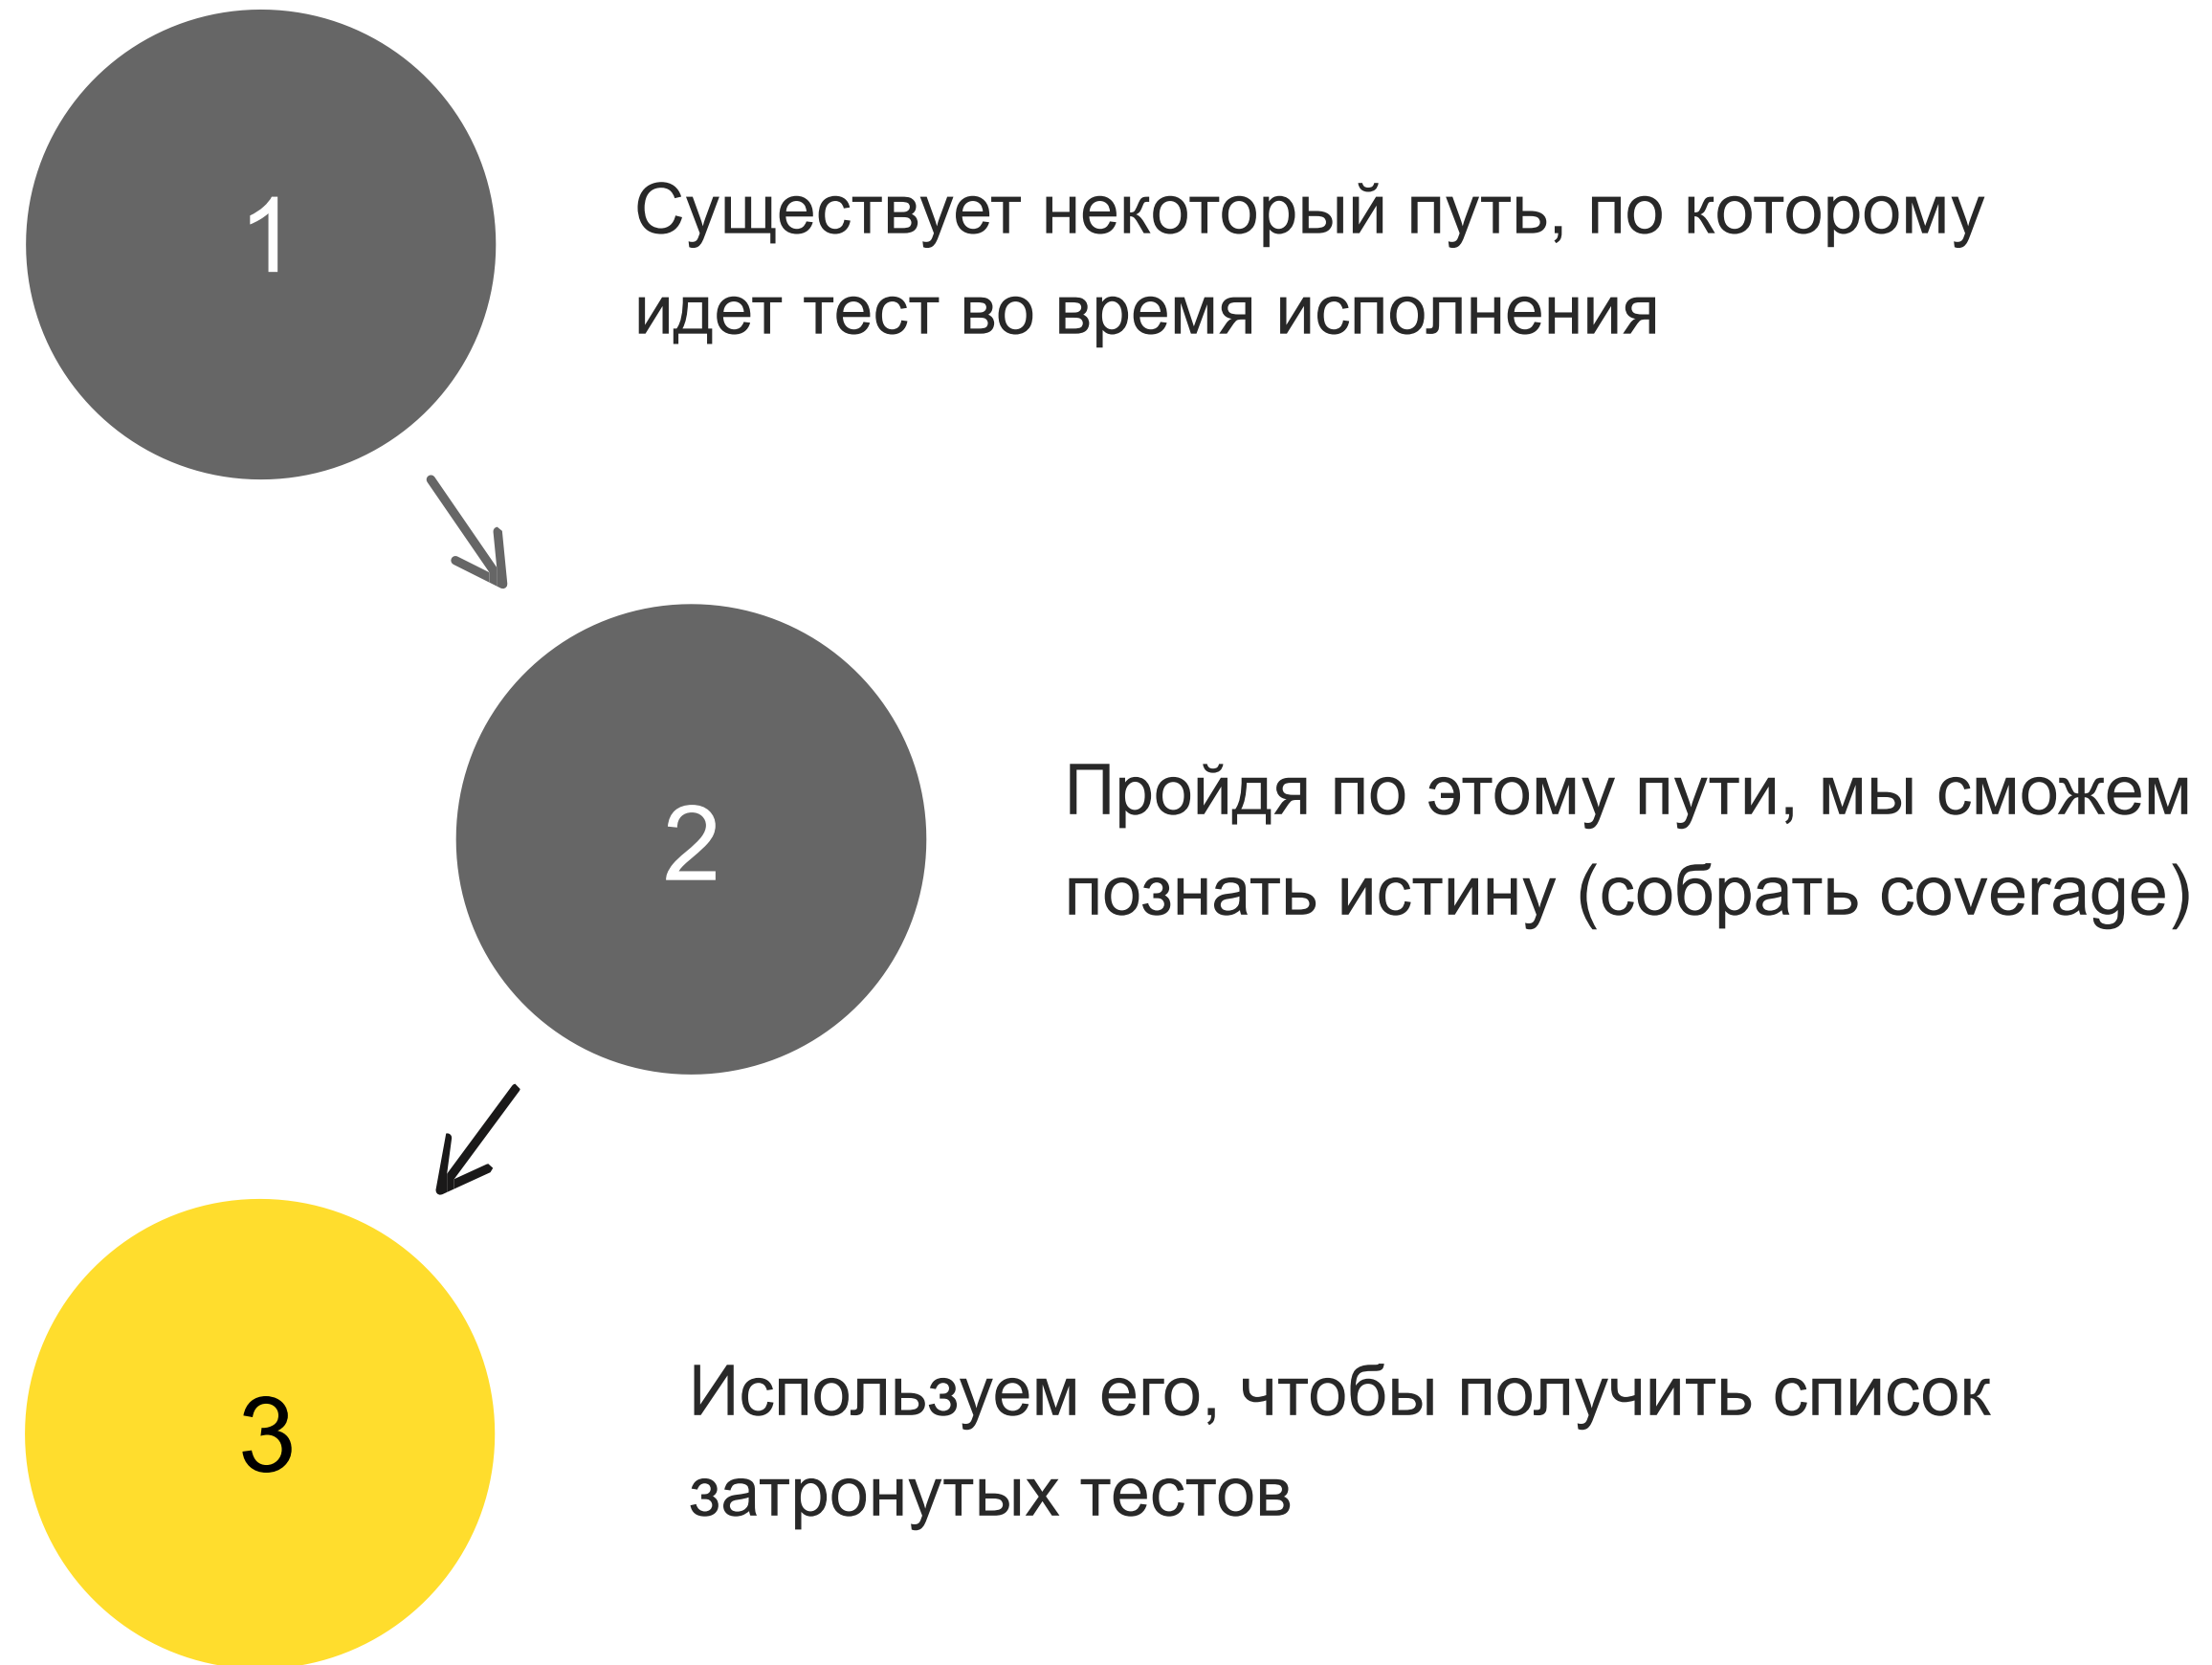 1
Существует некоторый путь, по которому
идет тест во время исполнения
2
Пройдя по этому пути, мы сможем
познать истину (собрать coverage)
3
Используем его, чтобы получить список
затронутых тестов